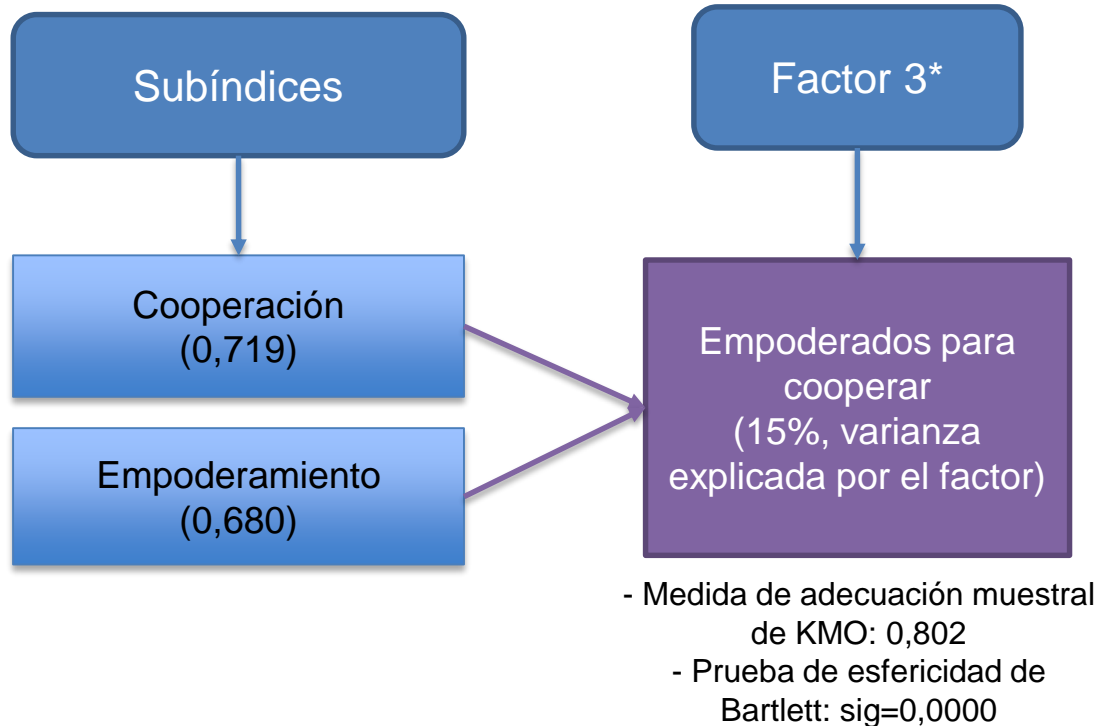 Subíndices
Factor 3*
Cooperación
(0,719)
Empoderamiento
(0,680)
Empoderados para
cooperar
(15%, varianza
explicada por el factor)
- Medida de adecuación muestral
de KMO: 0,802
- Prueba de esfericidad de
Bartlett: sig=0,0000